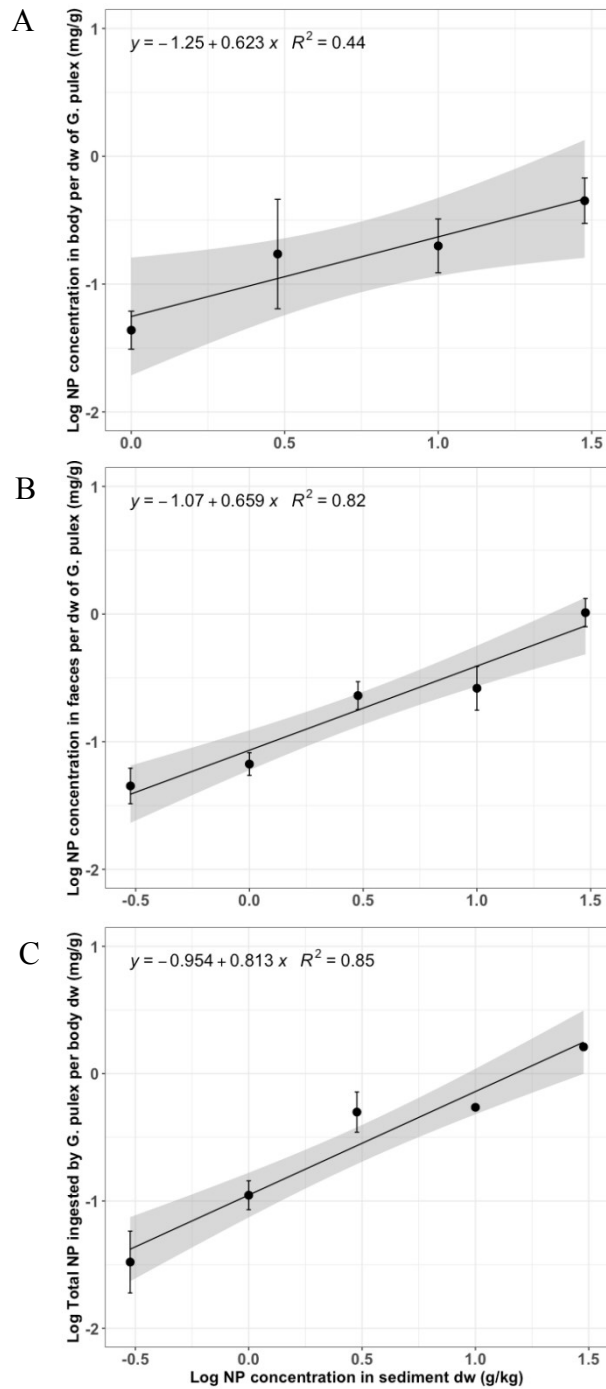 A
Log NP concentration in body per dw of G. pulex (mg/g)
y = −1.25 + 0.623 x R² = 0.44
1
0
-1
-2
0.0 0.5 1.0 1.5
B
Log NP concentration in faeces per dw of G. pulex (mg/g)
y = −1.07 + 0.659 x R² = 0.82
1
0
-1
-2
-0.5 0.0 0.5 1.0 1.5
C
Log Total NP ingested by G. pulex per body dw (mg/g)
y = −0.954 + 0.813 x R² = 0.85
1
0
-1
-2
-0.5 0.0 0.5 1.0 1.5
Log NP concentration in sediment dw (g/kg)